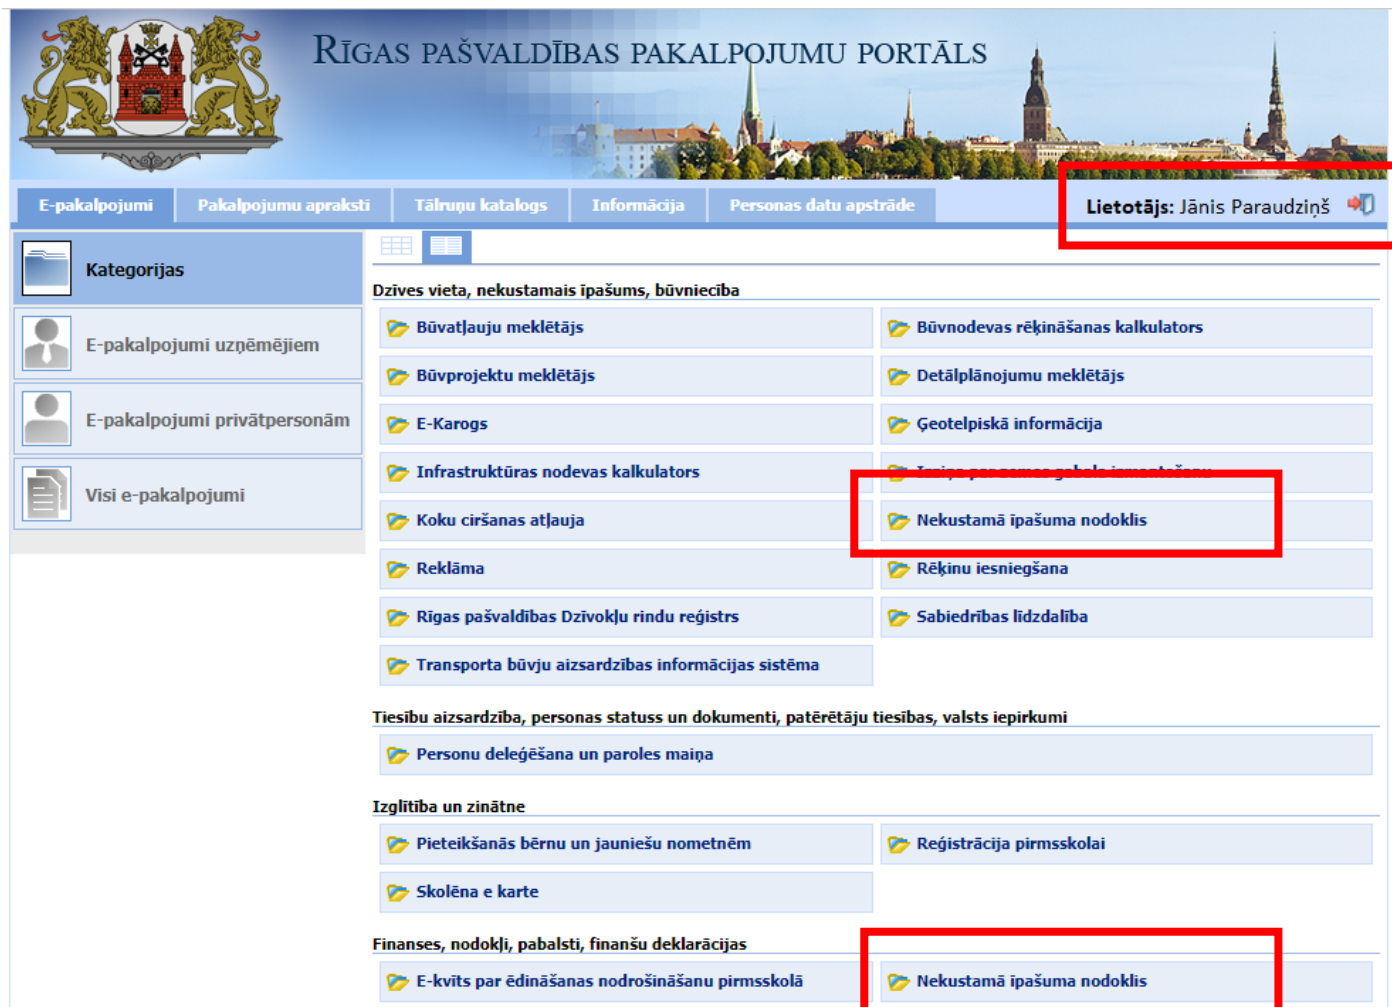 RĪGAS PAŠVALDĪBAS PAKALPOJUMU PORTĀLS
E-pakalpojumi
Pakalpojumu apraksti
Tālruņu katalogs
Informācija
Personas datu apstrāde
Lietotājs: Jānis Paraudziņš
Kategorijas
E-pakalpojumi uzņēmējiem
E-pakalpojumi privātpersonām
Visi e-pakalpojumi
Dzīves vieta, nekustamais īpašums, būvniecība
Būvatļauju meklētājs
Būvnodevas rēķināšanas kalkulators
Būvprojektu meklētājs
Detālplānojumu meklētājs
E-Karogs
Ģeotelpiskā informācija
Infrastruktūras nodevas kalkulators
Izziņa par zemes gabala izmantošanu
Koku ciršanas atļauja
Nekustamā īpašuma nodoklis
Reklāma
Rēķinu iesniegšana
Rīgas pašvaldības Dzīvokļu rindu reģistrs
Sabiedrības līdzdalība
Transporta būvju aizsardzības informācijas sistēma
Tiesību aizsardzība, personas statuss un dokumenti, patērētāju tiesības, valsts iepirkumi
Personu deleģēšana un paroles maiņa
Izglītība un zinātne
Pieteikšanās bērnu un jauniešu nometnēm
Reģistrācija pirmsskolai
Skolēna e karte
Finanses, nodokļi, pabalsti, finanšu deklarācijas
E-kvīts par ēdināšanas nodrošināšanu pirmsskolā
Nekustamā īpašuma nodoklis